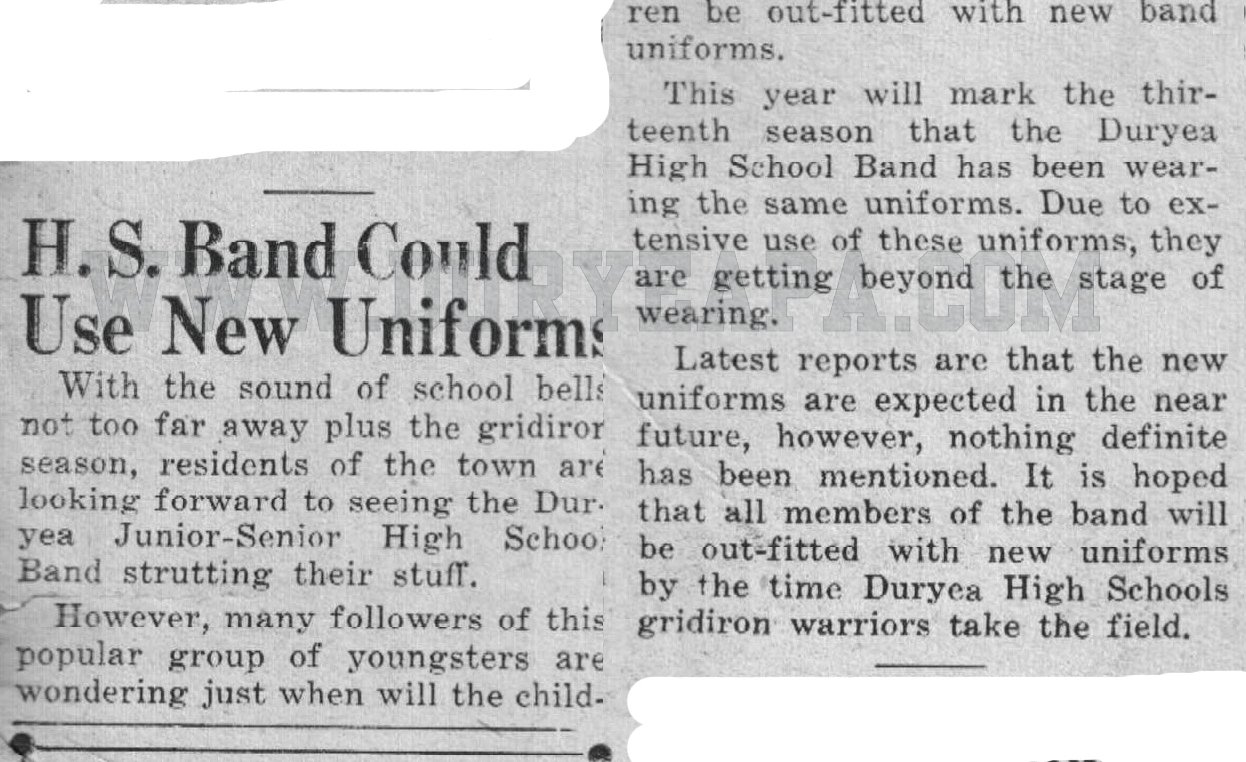 H. S. Band Could
Use New Uniforms
With the sound of school bells
not too far away plus the gridiron
season, residents of the town are
looking forward to seeing the Dur-
yea Junior-Senior High School
Band strutting their stuff.
However, many followers of this
popular group of youngsters are
wondering just when will the child-
ren be out-fitted with new band
uniforms.
This year will mark the thir-
teenth season that the Duryea
High School Band has been wear-
ing the same uniforms. Due to ex-
tensive use of these uniforms, they
are getting beyond the stage of
wearing.
Latest reports are that the new
uniforms are expected in the near
future, however, nothing definite
has been mentioned. It is hoped
that all members of the band will
be out-fitted with new uniforms
by the time Duryea High Schools
gridiron warriors take the field.
WWW.DURYEAPA.COM